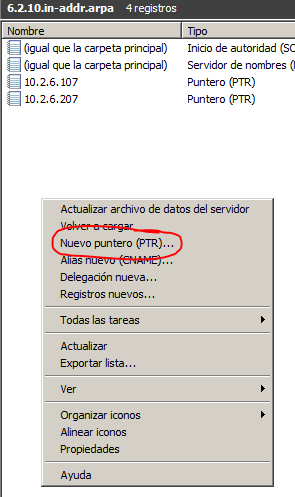 6.2.10.in-addr.arpa 4 registros
Nombre Tipo
(igual que la carpeta principal) Inicio de autoridad (SO
(igual que la carpeta principal) Servidor de nombres (
10.2.6.107 Puntero (PTR)
10.2.6.207 Puntero (PTR)
Actualizar archivo de datos del servidor
Volver a cargar
Nuevo puntero (PTR)...
Alias nuevo (CNAME)...
Delegación nueva...
Registros nuevos...
Todas las tareas
Actualizar
Exportar lista...
Ver
Organizar iconos
Alinear iconos
Propiedades
Ayuda